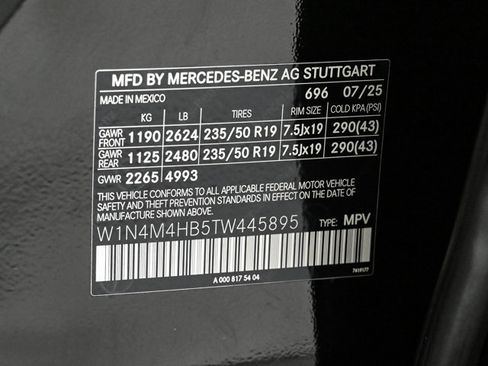 MFD BY MERCEDES-BENZ AG STUTTGART
MADE IN MEXICO 696 07/25
KG LB TIRES RIM SIZE COLD KPA (PSI)
GAWR FRONT 1190 2624 235/50 R19 7.5Jx19 290(43)
GAWR REAR 1125 2480 235/50 R19 7.5Jx19 290(43)
GVWR 2265 4993
THIS VEHICLE CONFORMS TO ALL APPLICABLE FEDERAL MOTOR VEHICLE
SAFETY AND THEFT PREVENTION STANDARDS IN EFFECT ON THE DATE
OF MANUFACTURE SHOWN ABOVE.
W1N4M4HB5TW445895 TYPE: MPV
A 000 817 54 04 7419177